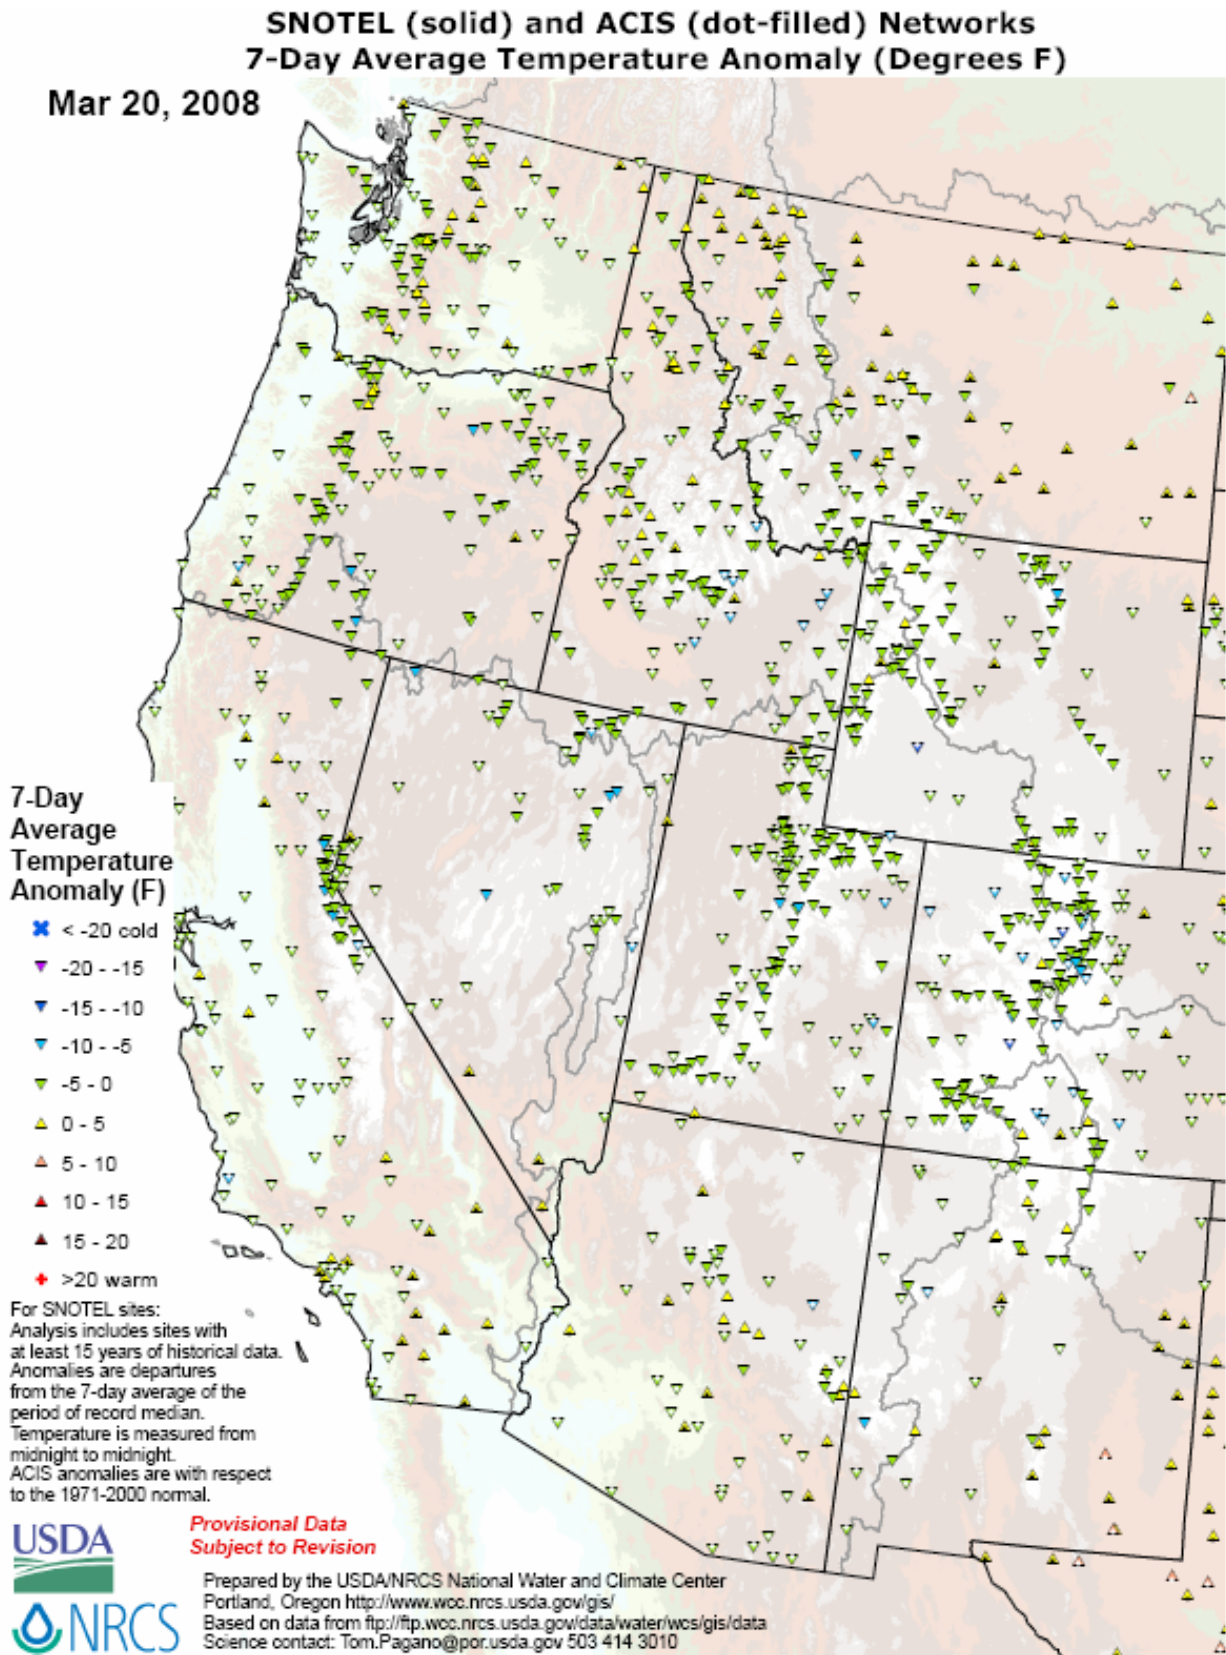 SNOTEL (solid) and ACIS (dot-filled) Networks
7-Day Average Temperature Anomaly (Degrees F)
Mar 20, 2008
7-Day
Average
Temperature
Anomaly (F)
< -20 cold
-20 - -15
-15 - -10
-10 - -5
-5 - 0
0 - 5
5 - 10
10 - 15
15 - 20
>20 warm
For SNOTEL sites:
Analysis includes sites with
at least 15 years of historical data.
Anomalies are departures
from the 7-day average of the
period of record median.
Temperature is measured from
midnight to midnight.
ACIS anomalies are with respect
to the 1971-2000 normal.
USDA
NRCS
Provisional Data
Subject to Revision
Prepared by the USDA/NRCS National Water and Climate Center
Portland, Oregon http://www.wcc.nrcs.usda.gov/gis/
Based on data from ftp://ftp.wcc.nrcs.usda.gov/data/water/wcs/gis/data
Science contact: Tom.Pagano@por.usda.gov 503 414 3010